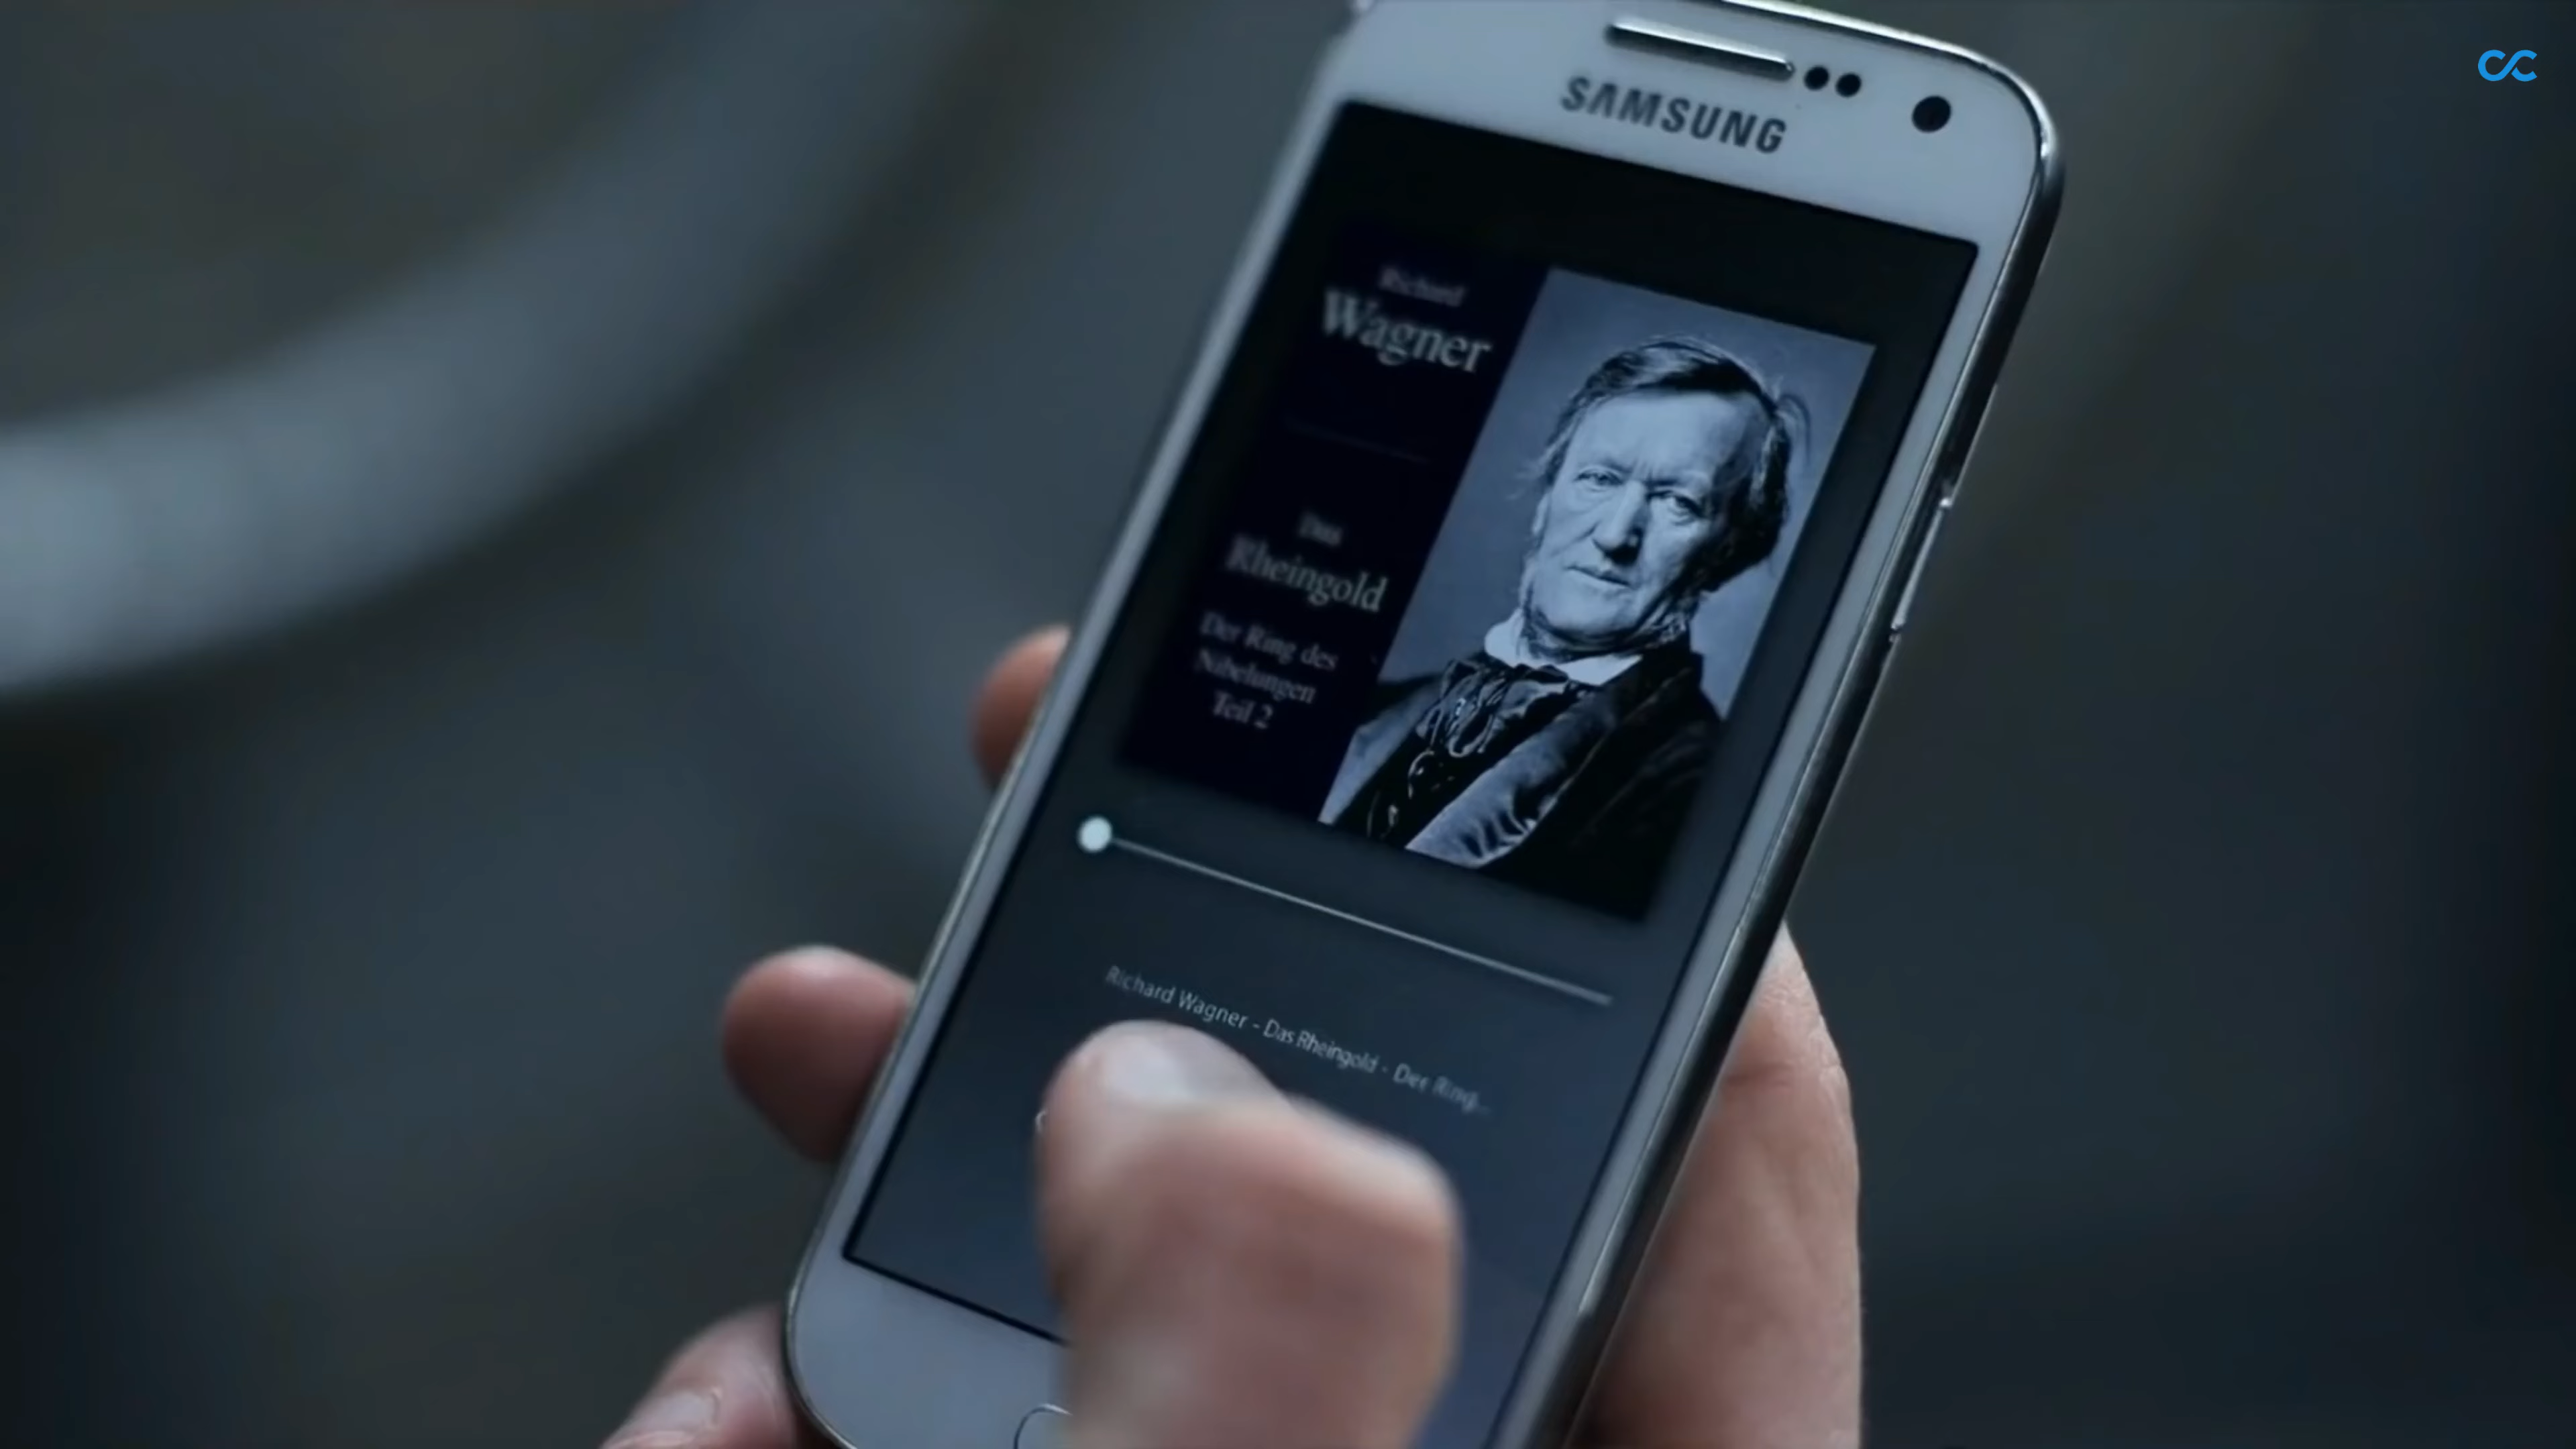 SAMSUNG
Richard
Wagner
Das
Rheingold
Der Ring des
Nibelungen
Teil 2
Richard Wagner - Das Rheingold - Der Ring...